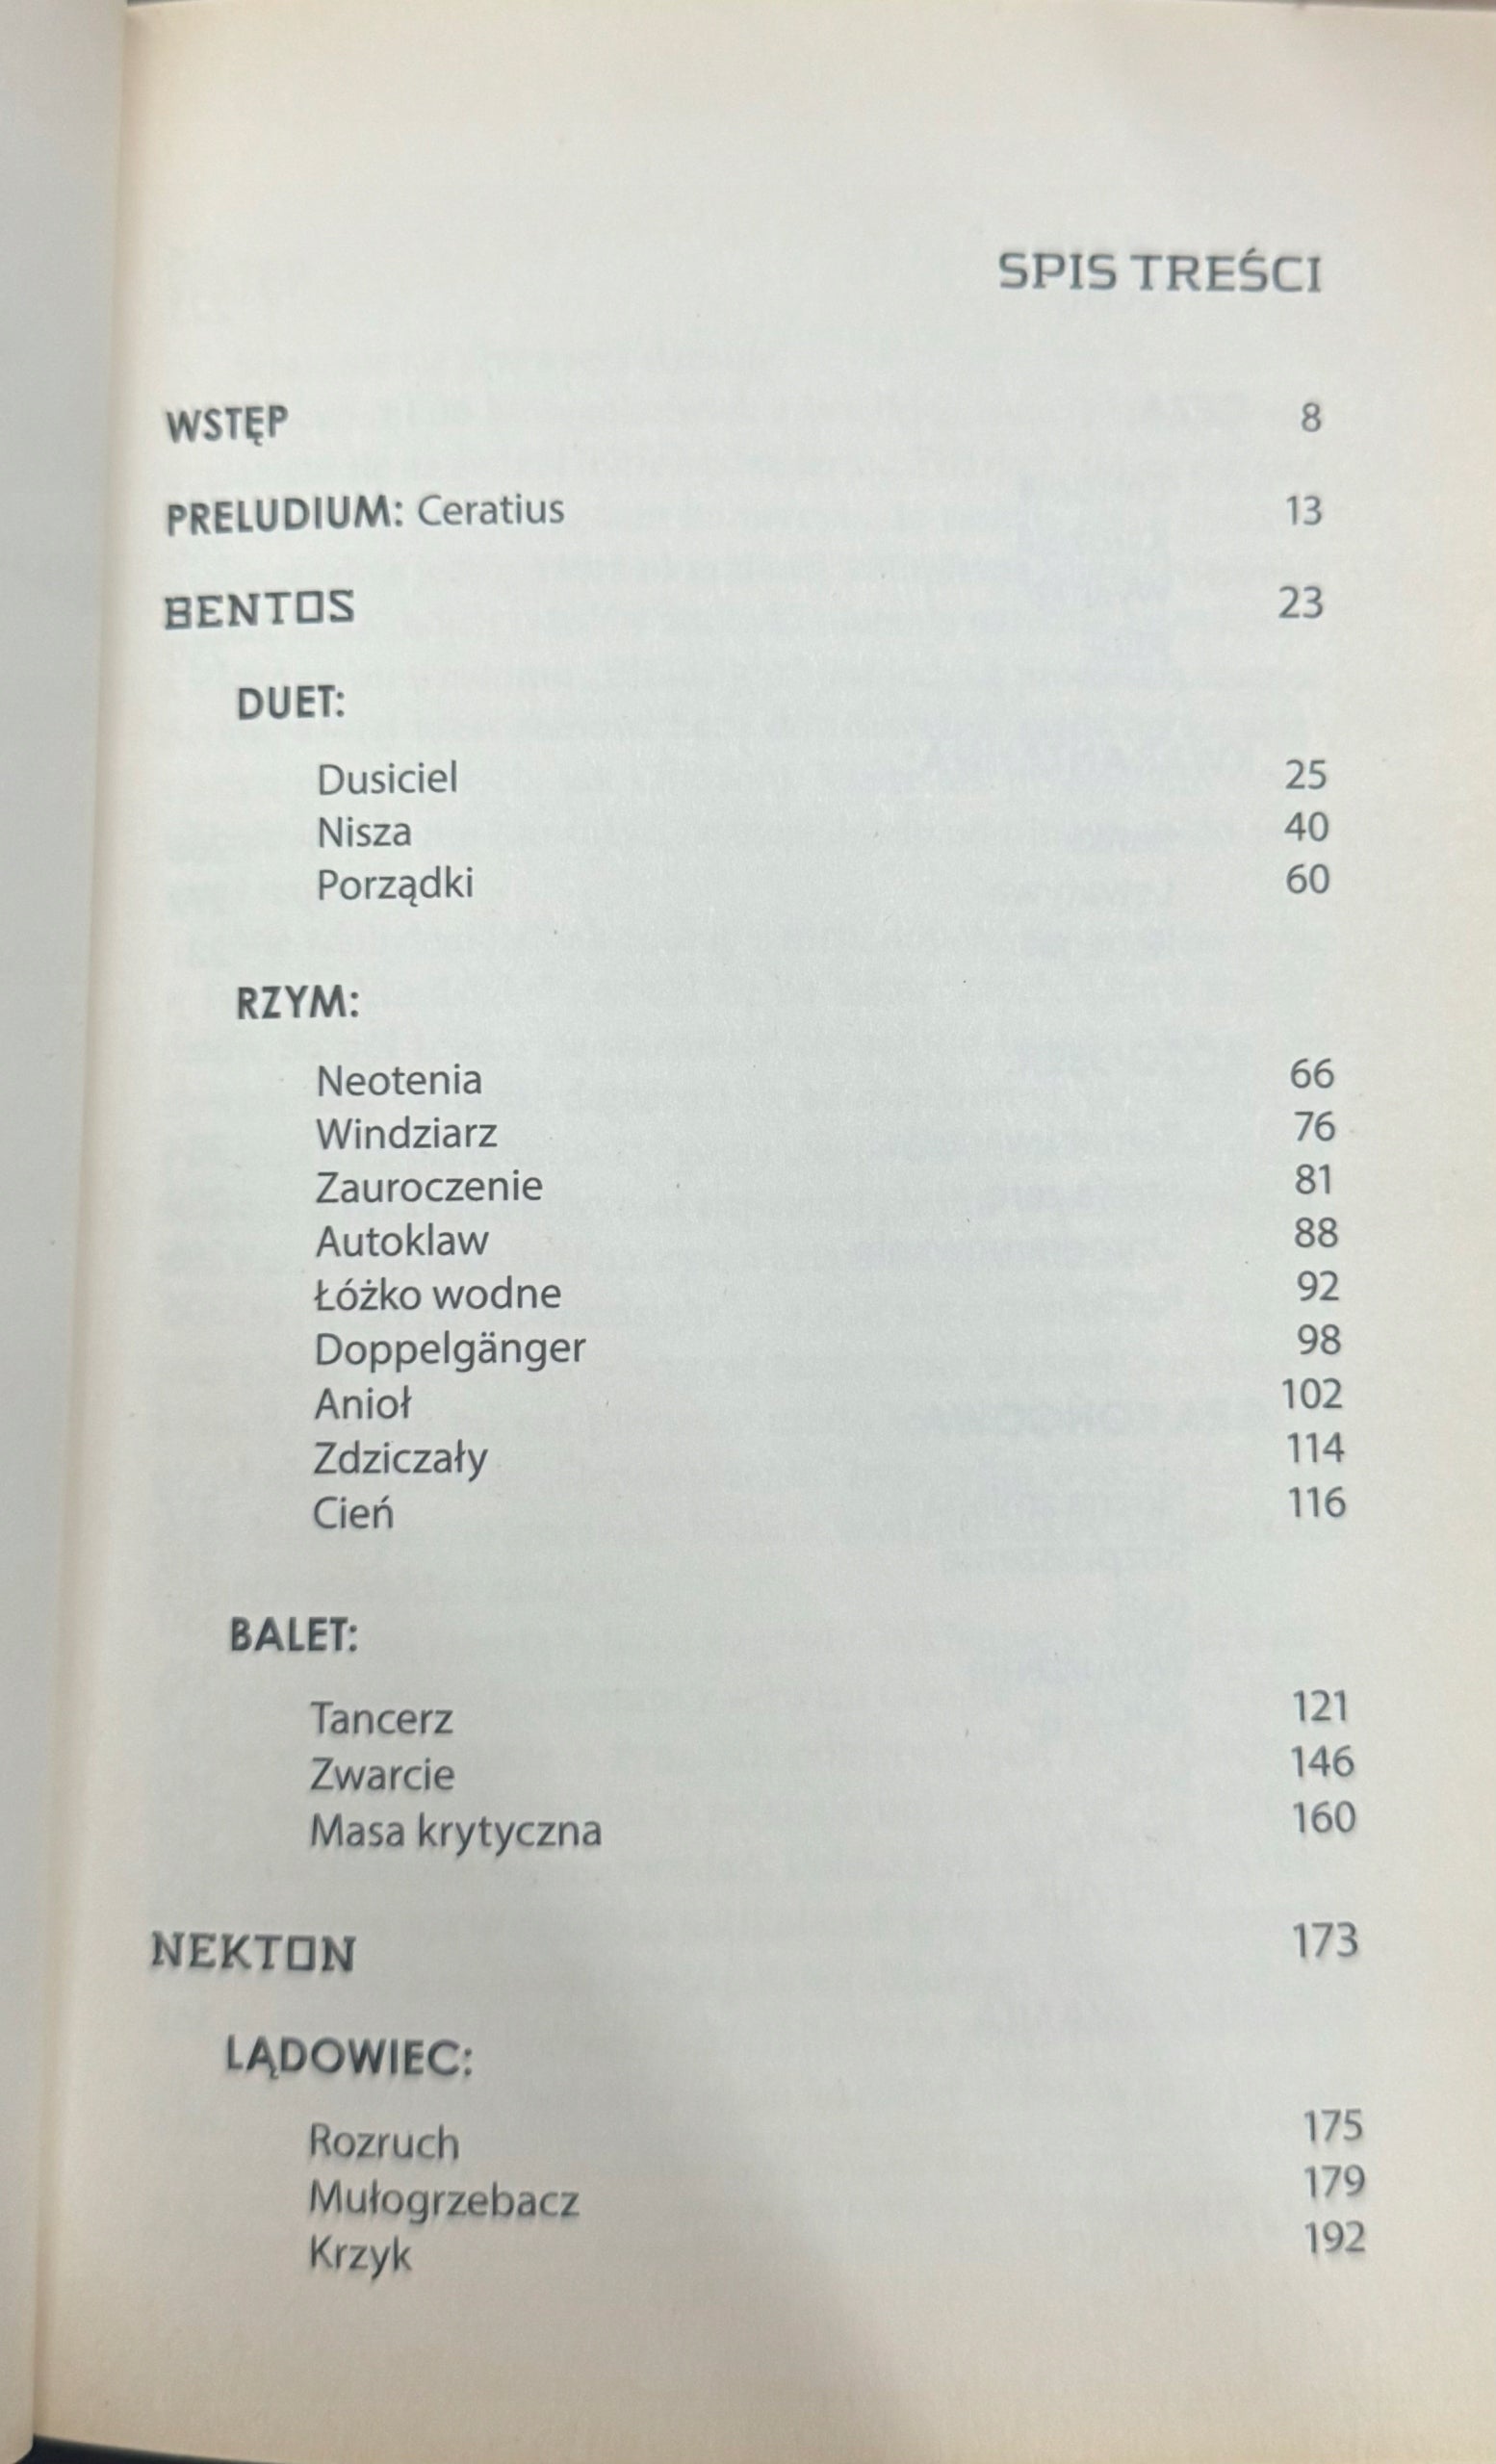 SPIS TREŚCI
WSTĘP 8
PRELUDIUM: Ceratius 13
BENTOS 23
DUET:
Dusiciel 25
Nisza 40
Porządki 60
RZYM:
Neotenia 66
Windziarz 76
Zauroczenie 81
Autoklaw 88
Łóżko wodne 92
Doppelgänger 98
Anioł 102
Zdziczały 114
Cień 116
BALET:
Tancerz 121
Zwarcie 146
Masa krytyczna 160
NEKTON 173
LĄDOWIEC:
Rozruch 175
Mułogrzebacz 179
Krzyk 192